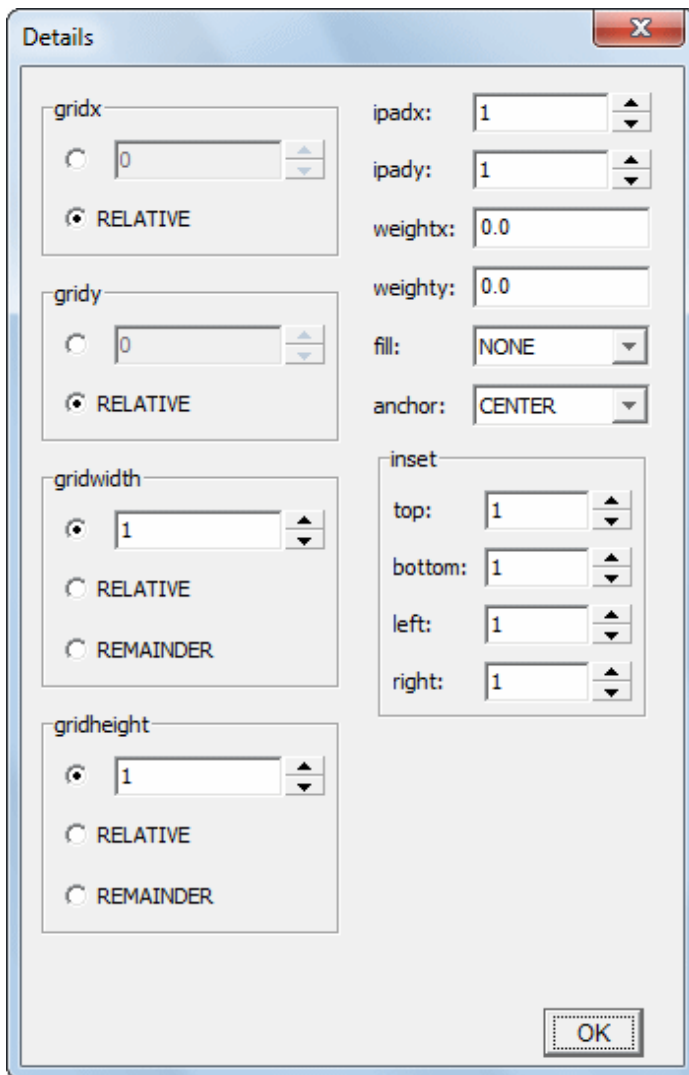 Details
gridx
0
RELATIVE
gridy
0
RELATIVE
gridwidth
1
RELATIVE
REMAINDER
gridheight
1
RELATIVE
REMAINDER
ipadx: 1
ipady: 1
weightx: 0.0
weighty: 0.0
fill: NONE
anchor: CENTER
inset
top: 1
bottom: 1
left: 1
right: 1
OK